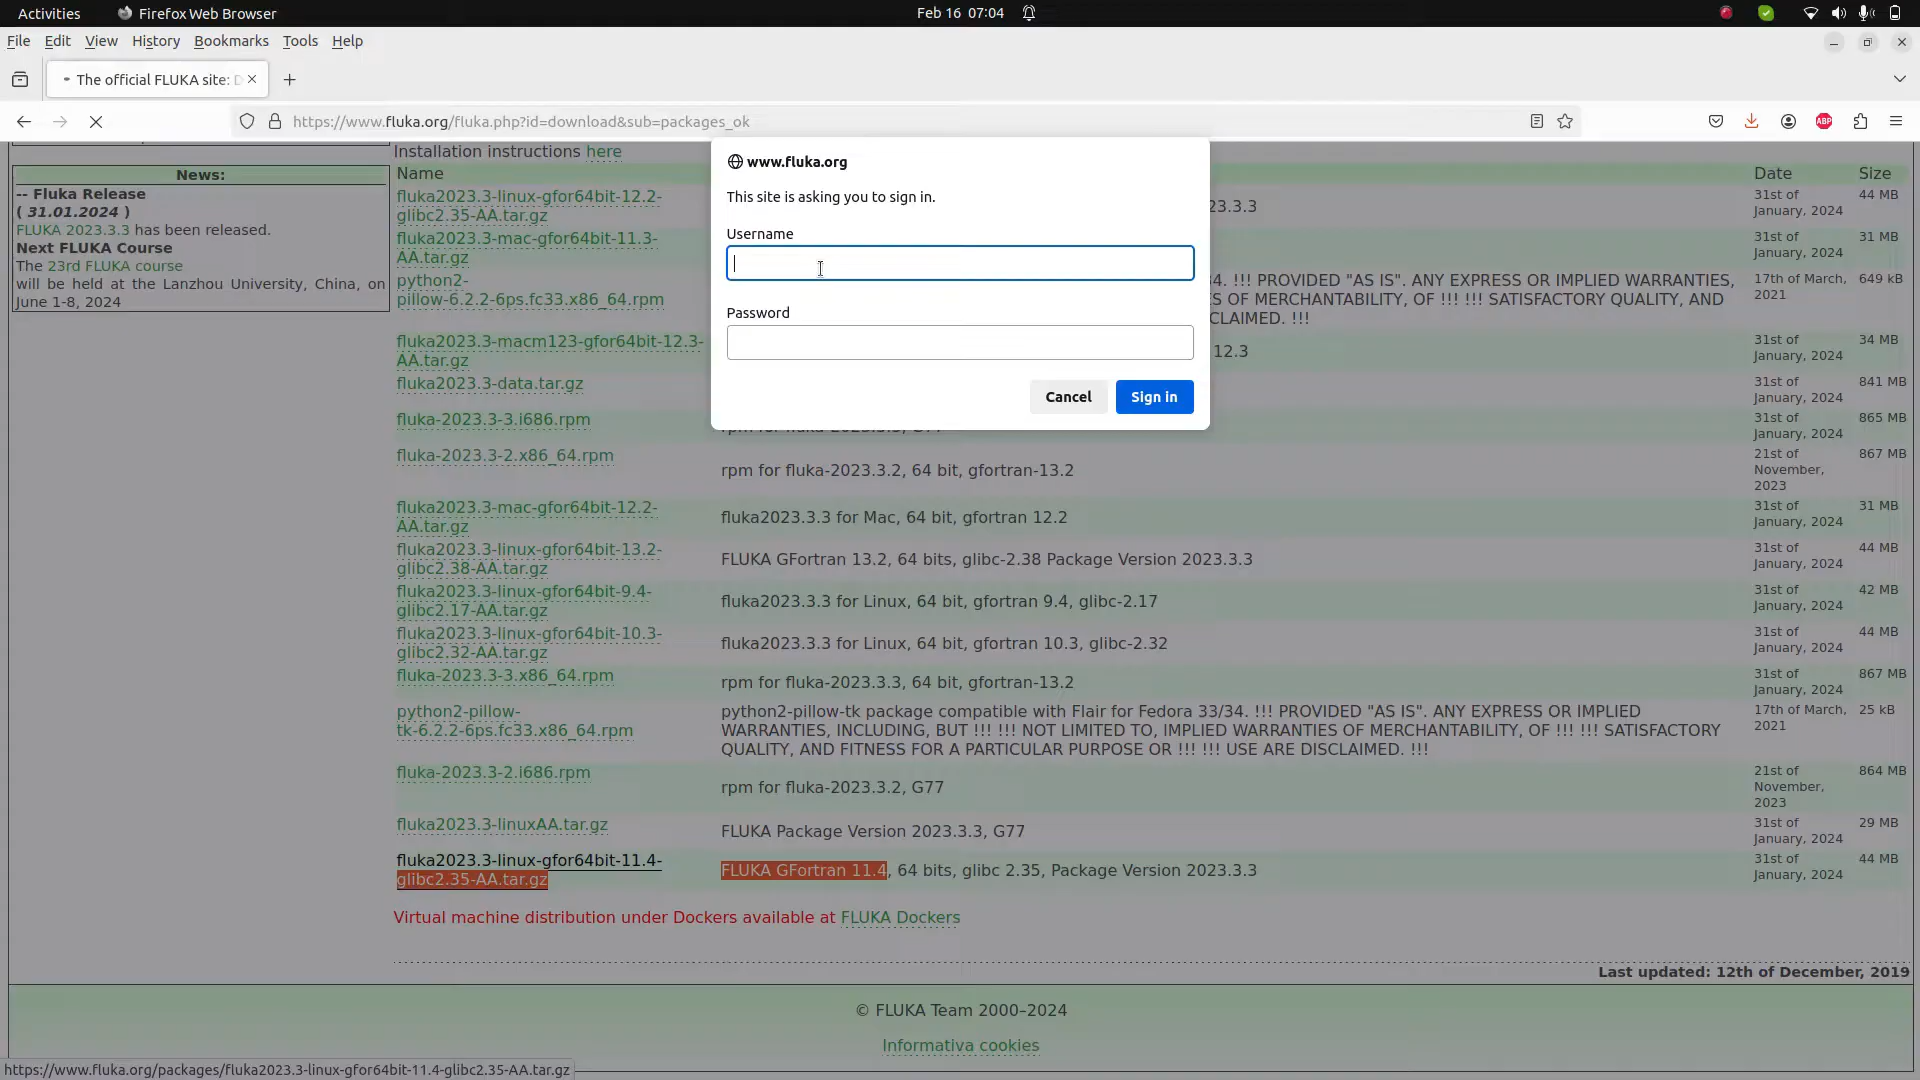 Activities
Firefox Web Browser
Feb 16 07:04
File Edit View History Bookmarks Tools Help
The official FLUKA site: D
https://www.fluka.org/fluka.php?id=download&sub=packages_ok
ABP
www.fluka.org
This site is asking you to sign in.
Username
Password
Cancel
Sign in
News:
-- Fluka Release
( 31.01.2024 )
FLUKA 2023.3.3 has been released.
Next FLUKA Course
The 23rd FLUKA course
will be held at the Lanzhou University, China, on
June 1-8, 2024
Installation instructions here
Name Date Size
fluka2023.3-linux-gfor64bit-12.2-
glibc2.35-AA.tar.gz
23.3.3
31st of
January, 2024
44 MB
fluka2023.3-mac-gfor64bit-11.3-
AA.tar.gz
31st of
January, 2024
31 MB
python2-
pillow-6.2.2-6ps.fc33.x86_64.rpm
4. !!! PROVIDED "AS IS". ANY EXPRESS OR IMPLIED WARRANTIES,
S OF MERCHANTABILITY, OF !!! !!! SATISFACTORY QUALITY, AND
CLAIMED. !!!
17th of March,
2021
649 kB
fluka2023.3-macm123-gfor64bit-12.3-
AA.tar.gz
12.3
31st of
January, 2024
34 MB
fluka2023.3-data.tar.gz
31st of
January, 2024
841 MB
fluka-2023.3-3.i686.rpm
31st of
January, 2024
865 MB
fluka-2023.3-2.x86_64.rpm
rpm for fluka-2023.3.2, 64 bit, gfortran-13.2
21st of
November,
2023
867 MB
fluka2023.3-mac-gfor64bit-12.2-
AA.tar.gz
fluka2023.3.3 for Mac, 64 bit, gfortran 12.2
31st of
January, 2024
31 MB
fluka2023.3-linux-gfor64bit-13.2-
glibc2.38-AA.tar.gz
FLUKA GFortran 13.2, 64 bits, glibc-2.38 Package Version 2023.3.3
31st of
January, 2024
44 MB
fluka2023.3-linux-gfor64bit-9.4-
glibc2.17-AA.tar.gz
fluka2023.3.3 for Linux, 64 bit, gfortran 9.4, glibc-2.17
31st of
January, 2024
42 MB
fluka2023.3-linux-gfor64bit-10.3-
glibc2.32-AA.tar.gz
fluka2023.3.3 for Linux, 64 bit, gfortran 10.3, glibc-2.32
31st of
January, 2024
44 MB
fluka-2023.3-3.x86_64.rpm
rpm for fluka-2023.3.3, 64 bit, gfortran-13.2
31st of
January, 2024
867 MB
python2-pillow-
tk-6.2.2-6ps.fc33.x86_64.rpm
python2-pillow-tk package compatible with Flair for Fedora 33/34. !!! PROVIDED "AS IS". ANY EXPRESS OR IMPLIED
WARRANTIES, INCLUDING, BUT !!! !!! NOT LIMITED TO, IMPLIED WARRANTIES OF MERCHANTABILITY, OF !!! !!! SATISFACTORY
QUALITY, AND FITNESS FOR A PARTICULAR PURPOSE OR !!! !!! USE ARE DISCLAIMED. !!!
17th of March,
2021
25 kB
fluka-2023.3-2.i686.rpm
rpm for fluka-2023.3.2, G77
21st of
November,
2023
864 MB
fluka2023.3-linuxAA.tar.gz
FLUKA Package Version 2023.3.3, G77
31st of
January, 2024
29 MB
fluka2023.3-linux-gfor64bit-11.4-
glibc2.35-AA.tar.gz
FLUKA GFortran 11.4, 64 bits, glibc 2.35, Package Version 2023.3.3
31st of
January, 2024
44 MB
Virtual machine distribution under Dockers available at FLUKA Dockers
Last updated: 12th of December, 2019
© FLUKA Team 2000–2024
Informativa cookies
https://www.fluka.org/packages/fluka2023.3-linux-gfor64bit-11.4-glibc2.35-AA.tar.gz